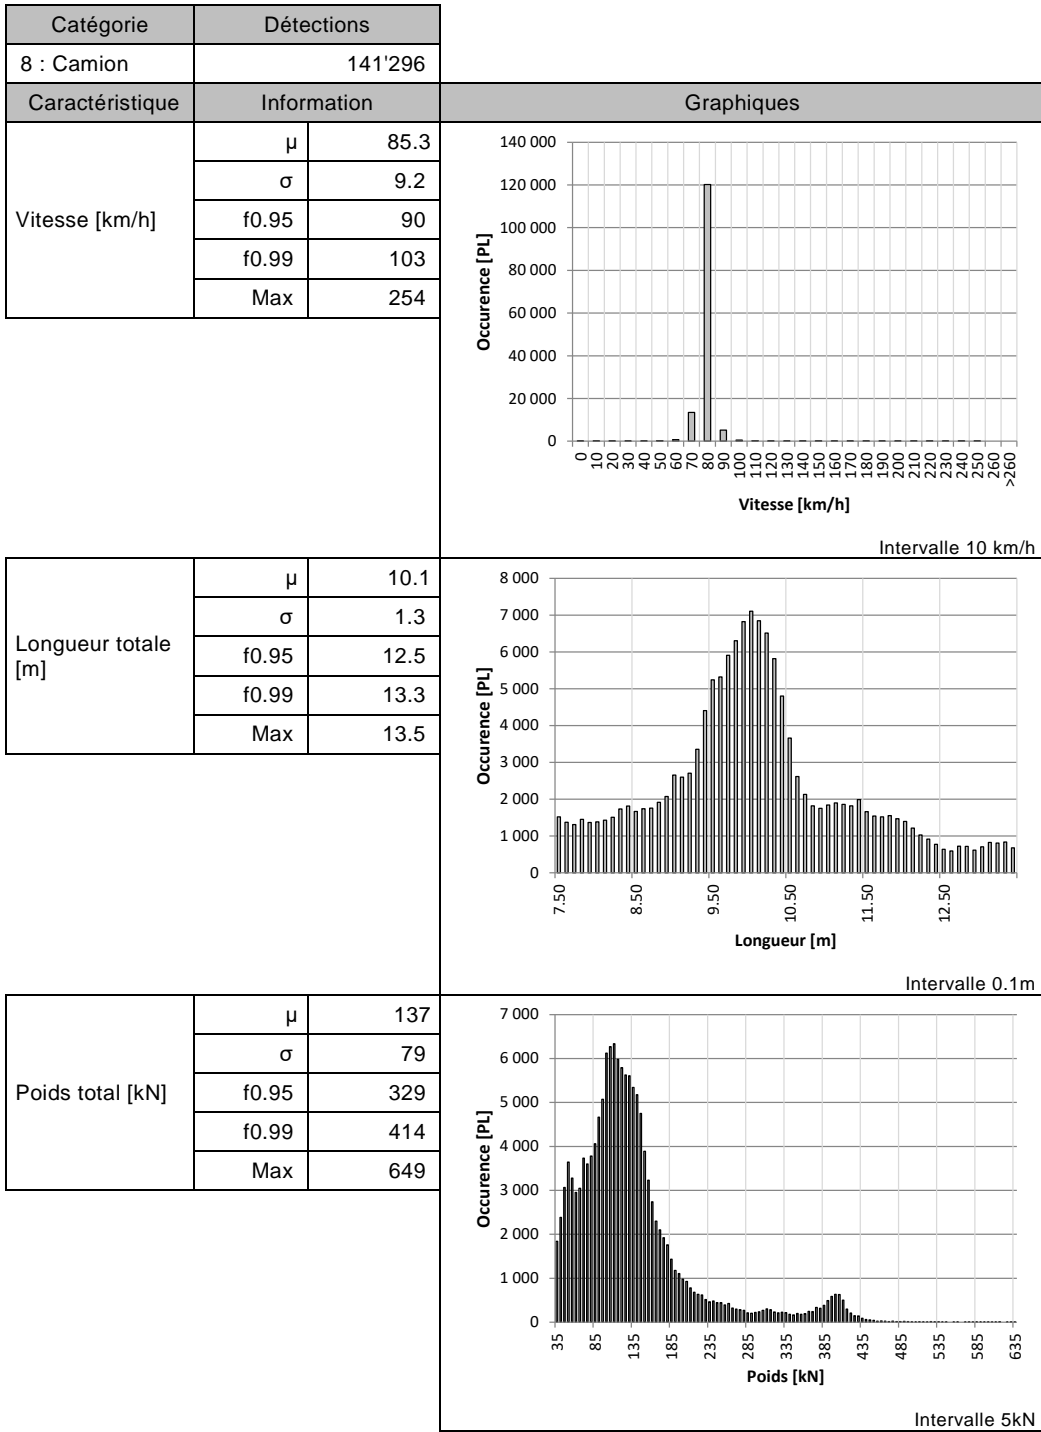 Catégorie Détections
8 : Camion 141'296
Caractéristique Information Graphiques
Vitesse [km/h]
μ 85.3
σ 9.2
f0.95 90
f0.99 103
Max 254
140 000
120 000
100 000
80 000
60 000
40 000
20 000
0
Occurence [PL]
0 10 20 30 40 50 60 70 80 90 100 110 120 130 140 150 160 170 180 190 200 210 220 230 240 250 260 >260
Vitesse [km/h]
Intervalle 10 km/h
Longueur totale
[m]
μ 10.1
σ 1.3
f0.95 12.5
f0.99 13.3
Max 13.5
8 000
7 000
6 000
5 000
4 000
3 000
2 000
1 000
0
Occurence [PL]
7.50 8.50 9.50 10.50 11.50 12.50
Longueur [m]
Intervalle 0.1m
Poids total [kN]
μ 137
σ 79
f0.95 329
f0.99 414
Max 649
7 000
6 000
5 000
4 000
3 000
2 000
1 000
0
Occurence [PL]
35 85 135 185 235 285 335 385 435 485 535 585 635
Poids [kN]
Intervalle 5kN